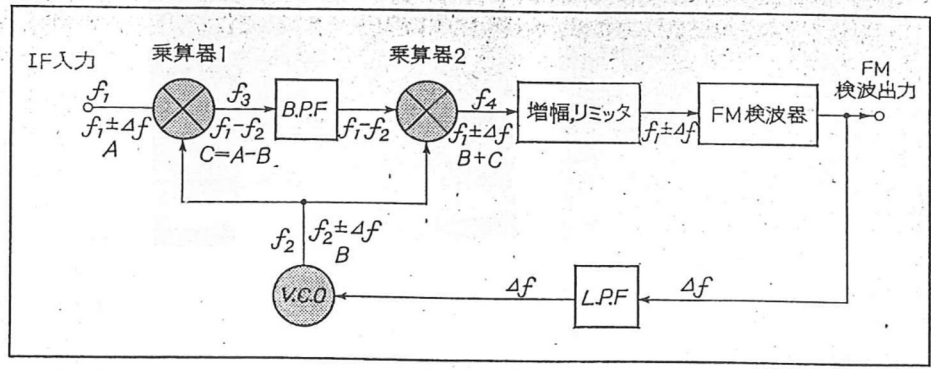 IF入力
乗算器1
乗算器2
FM
検波出力
f₁
f₁±Δf
A
f₃
f₁-f₂
C=A-B
B.P.F
f₁-f₂
f₄
f₁±Δf
B+C
増幅,リミッタ
f₁±Δf
FM検波器
f₂
f₂±Δf
B
V.C.O
Δf
L.P.F
Δf